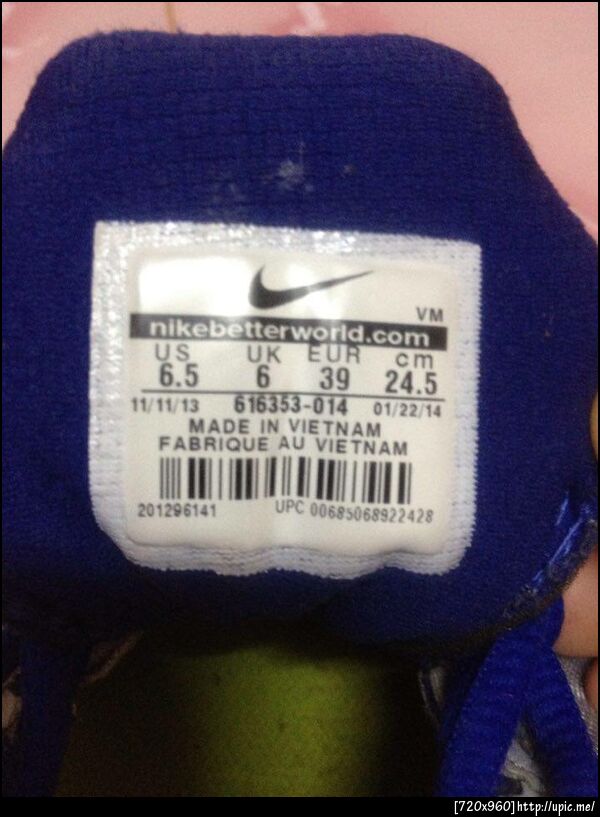 VM
nikebetterworld.com
US UK EUR cm
6.5 6 39 24.5
11/11/13 616353-014 01/22/14
MADE IN VIETNAM
FABRIQUE AU VIETNAM
201296141 UPC 00685068922428
[720x960]http://upic.me/